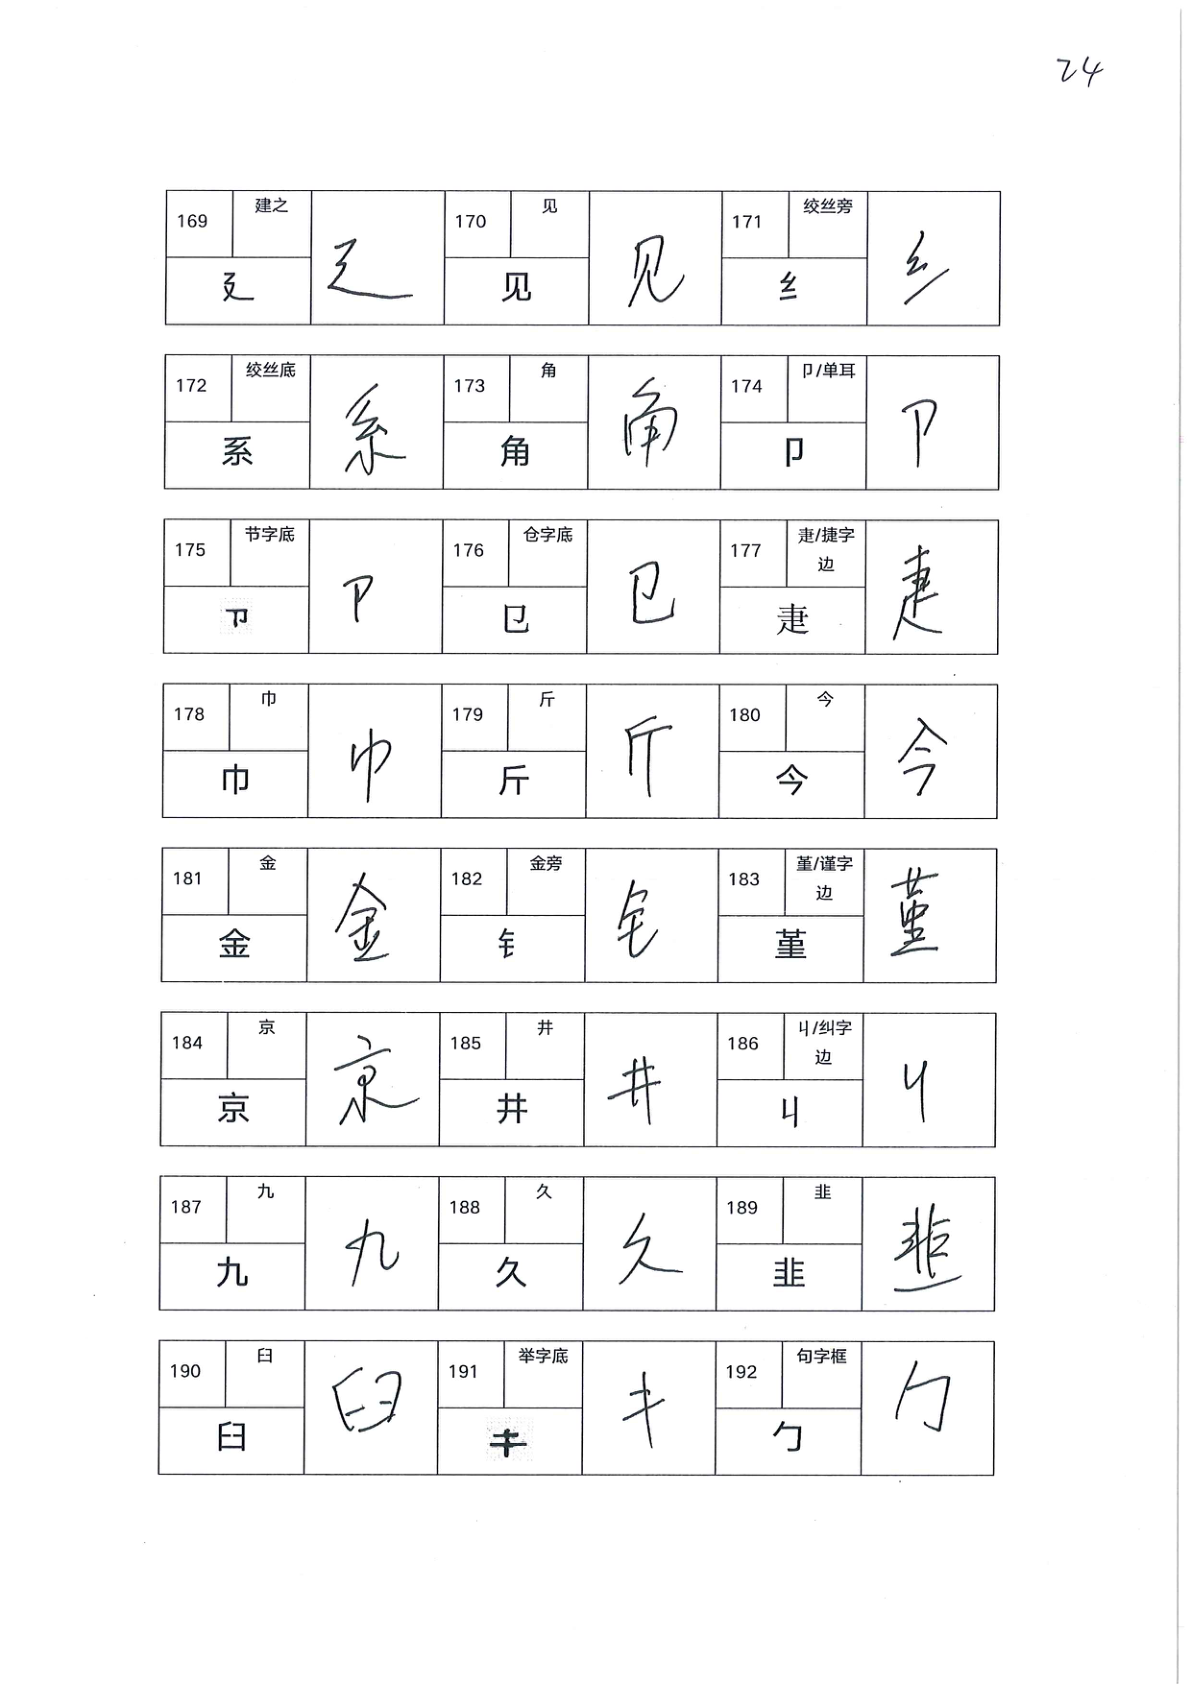 24
169 建之 廴 廴 170 见 见 见 171 绞丝旁 纟 纟
172 绞丝底 系 系 173 角 角 角 174 卩/单耳 卩 卩
175 节字底 卩 卩 176 仓字底 㔾 㔾 177 疌/捷字边 疌 疌
178 巾 巾 巾 179 斤 斤 斤 180 今 今 今
181 金 金 金 182 金旁 钅 钅 183 堇/谨字边 堇 堇
184 京 京 京 185 井 井 井 186 丩/纠字边 丩 丩
187 九 九 九 188 久 久 久 189 韭 韭 韭
190 臼 臼 臼 191 举字底 192 句字框 勹 勹